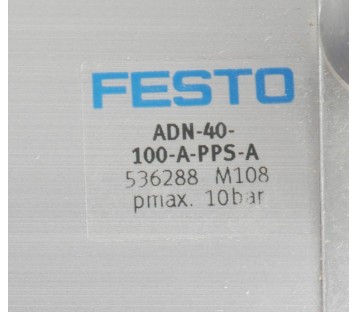 FESTO
ADN-40-
100-A-PPS-A
536288 M108
pmax. 10bar